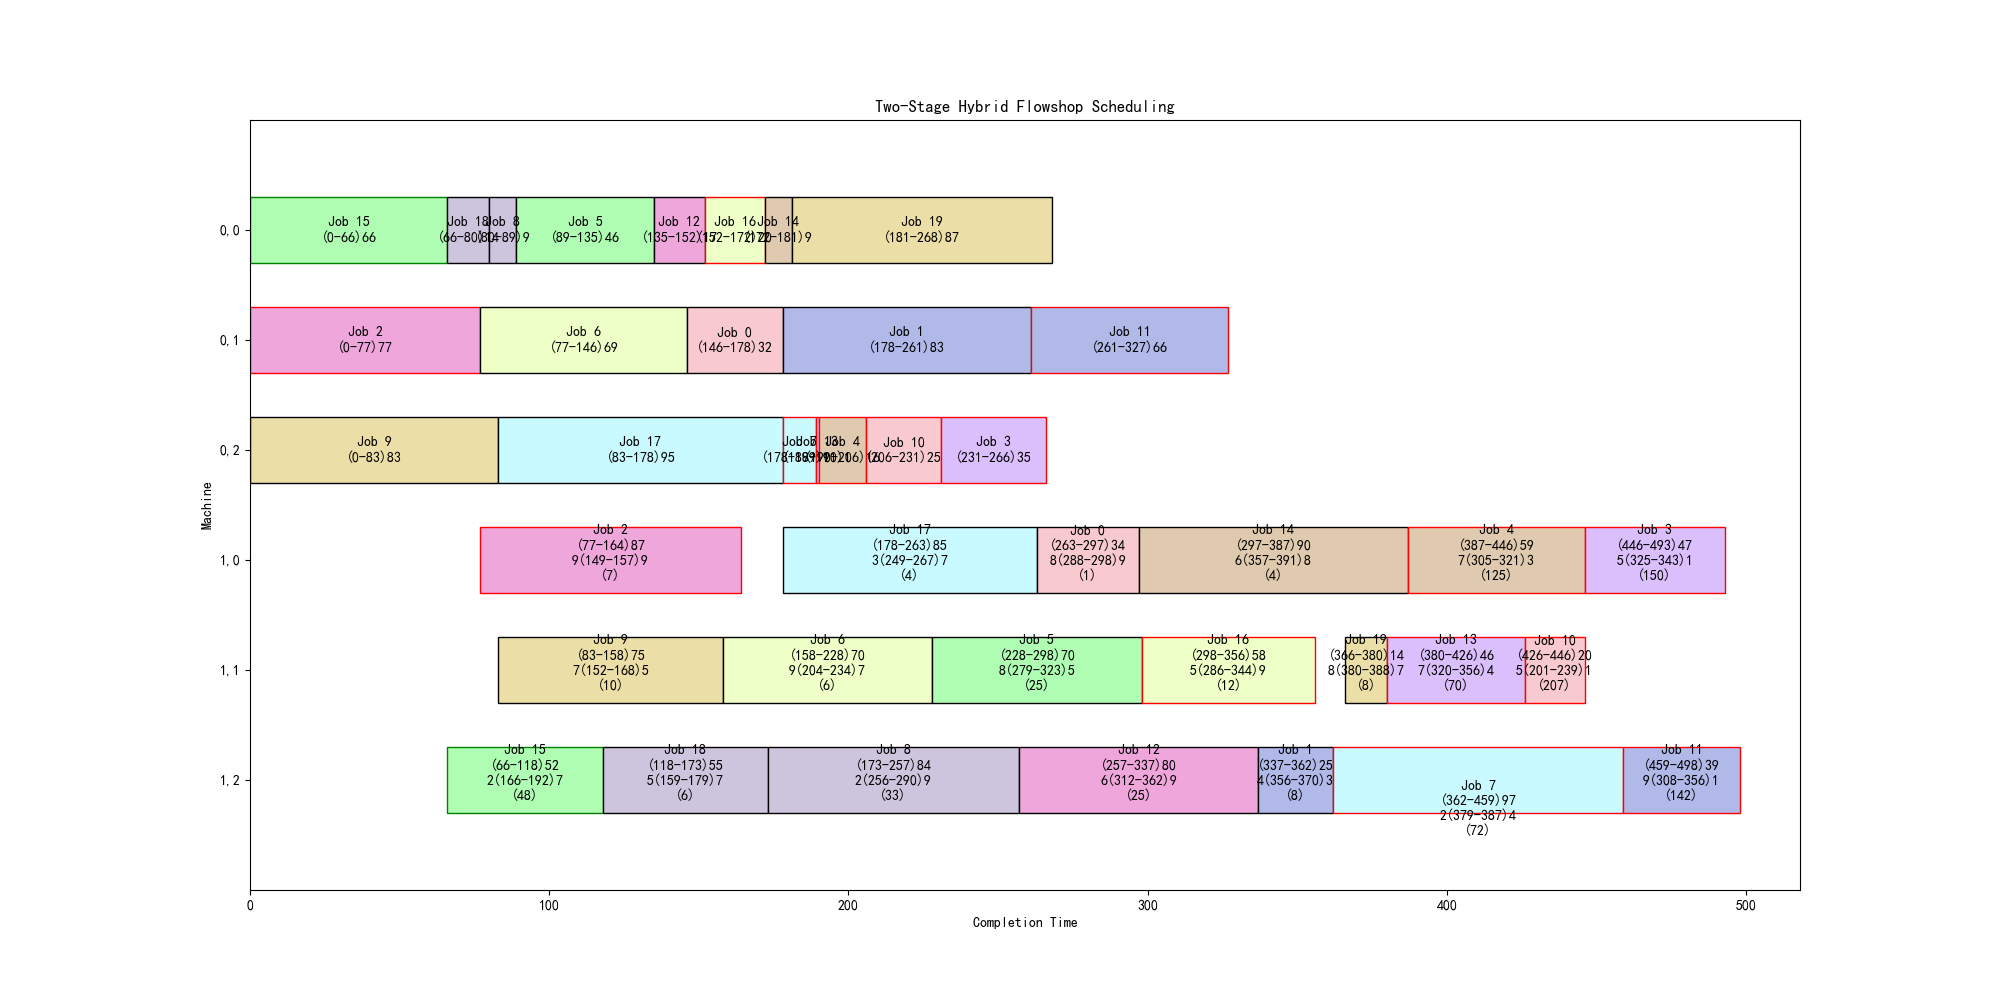 Two-Stage Hybrid Flowshop Scheduling
0,0
Job 15
(0-66)66
Job 18
(66-80)14
Job 8
(80-89)9
Job 5
(89-135)46
Job 12
(135-152)17
Job 16
(152-172)20
Job 14
(172-181)9
Job 19
(181-268)87
0,1
Job 2
(0-77)77
Job 6
(77-146)69
Job 0
(146-178)32
Job 1
(178-261)83
Job 11
(261-327)66
0,2
Job 9
(0-83)83
Job 17
(83-178)95
Job 7
(178-189)11
Job 13
(189-190)1
Job 4
(190-206)16
Job 10
(206-231)25
Job 3
(231-266)35
Machine
1,0
Job 2
(77-164)87
9(149-157)9
(7)
Job 17
(178-263)85
3(249-267)7
(4)
Job 0
(263-297)34
8(288-298)9
(1)
Job 14
(297-387)90
6(357-391)8
(4)
Job 4
(387-446)59
7(305-321)3
(125)
Job 3
(446-493)47
5(325-343)1
(150)
1,1
Job 9
(83-158)75
7(152-168)5
(10)
Job 6
(158-228)70
9(204-234)7
(6)
Job 5
(228-298)70
8(279-323)5
(25)
Job 16
(298-356)58
5(286-344)9
(12)
Job 19
(366-380)14
8(380-388)7
(8)
Job 13
(380-426)46
7(320-356)4
(70)
Job 10
(426-446)20
5(201-239)1
(207)
1,2
Job 15
(66-118)52
2(166-192)7
(48)
Job 18
(118-173)55
5(159-179)7
(6)
Job 8
(173-257)84
2(256-290)9
(33)
Job 12
(257-337)80
6(312-362)9
(25)
Job 1
(337-362)25
4(356-370)3
(8)
Job 7
(362-459)97
2(379-387)4
(72)
Job 11
(459-498)39
9(308-356)1
(142)
0
100
200
300
400
500
Completion Time